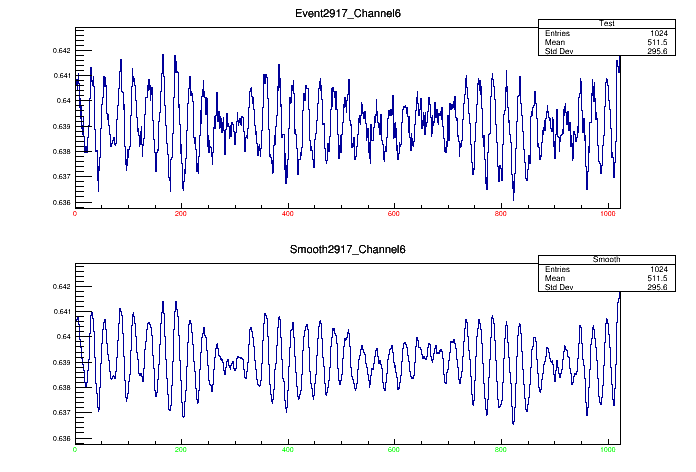 Event2917_Channel6
Test
Entries 1024
Mean 511.5
Std Dev 295.6
0.642
0.641
0.64
0.639
0.638
0.637
0.636
0 200 400 600 800 1000
Smooth2917_Channel6
Smooth
Entries 1024
Mean 511.5
Std Dev 295.6
0.642
0.641
0.64
0.639
0.638
0.637
0.636
0 200 400 600 800 1000